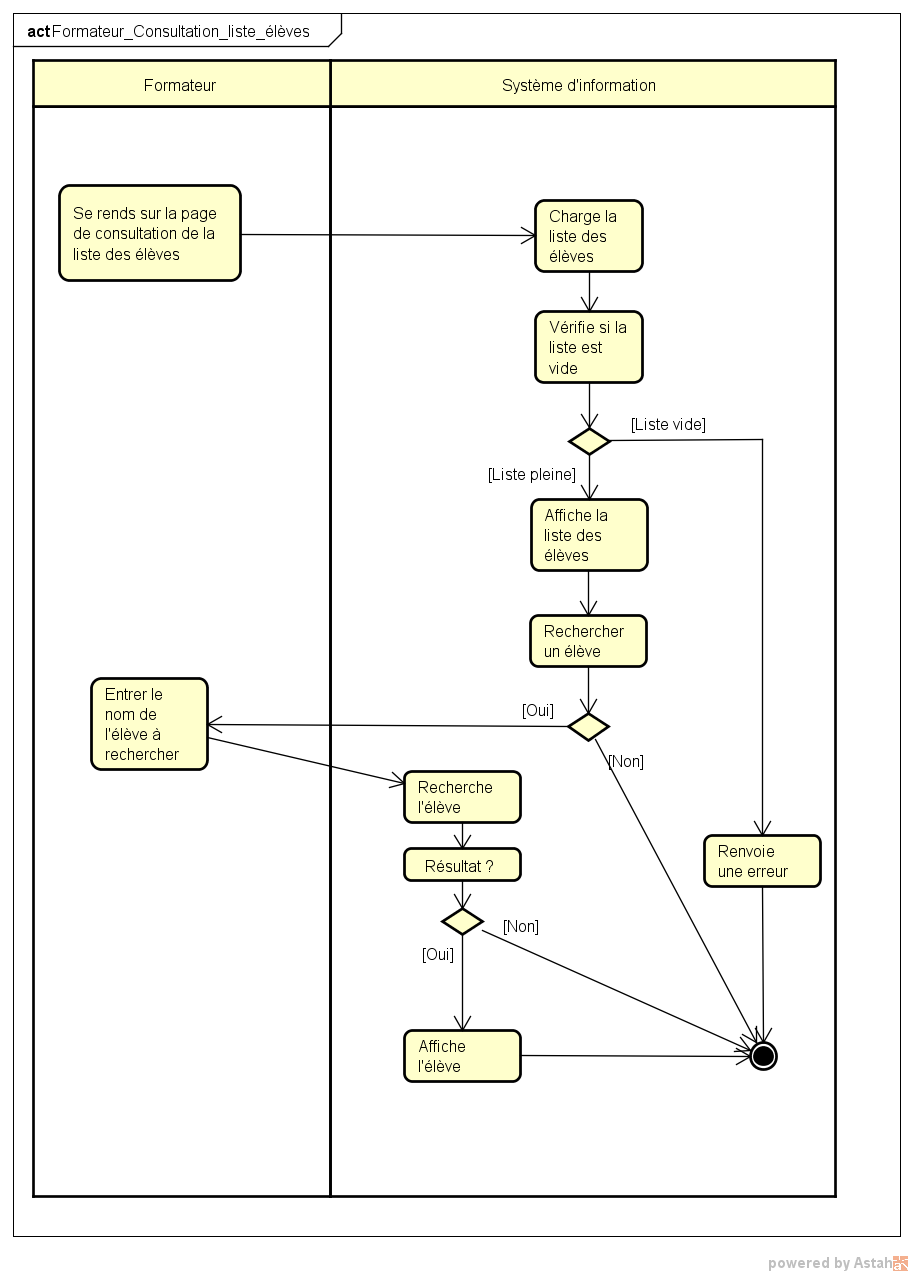 act Formateur_Consultation_liste_élèves
Formateur
Système d'information
Se rends sur la page
de consultation de la
liste des élèves
Charge la
liste des
élèves
Vérifie si la
liste est
vide
[Liste vide]
[Liste pleine]
Affiche la
liste des
élèves
Rechercher
un élève
[Oui]
[Non]
Entrer le
nom de
l'élève à
rechercher
Recherche
l'élève
Résultat ?
[Non]
[Oui]
Renvoie
une erreur
Affiche
l'élève
powered by Astah